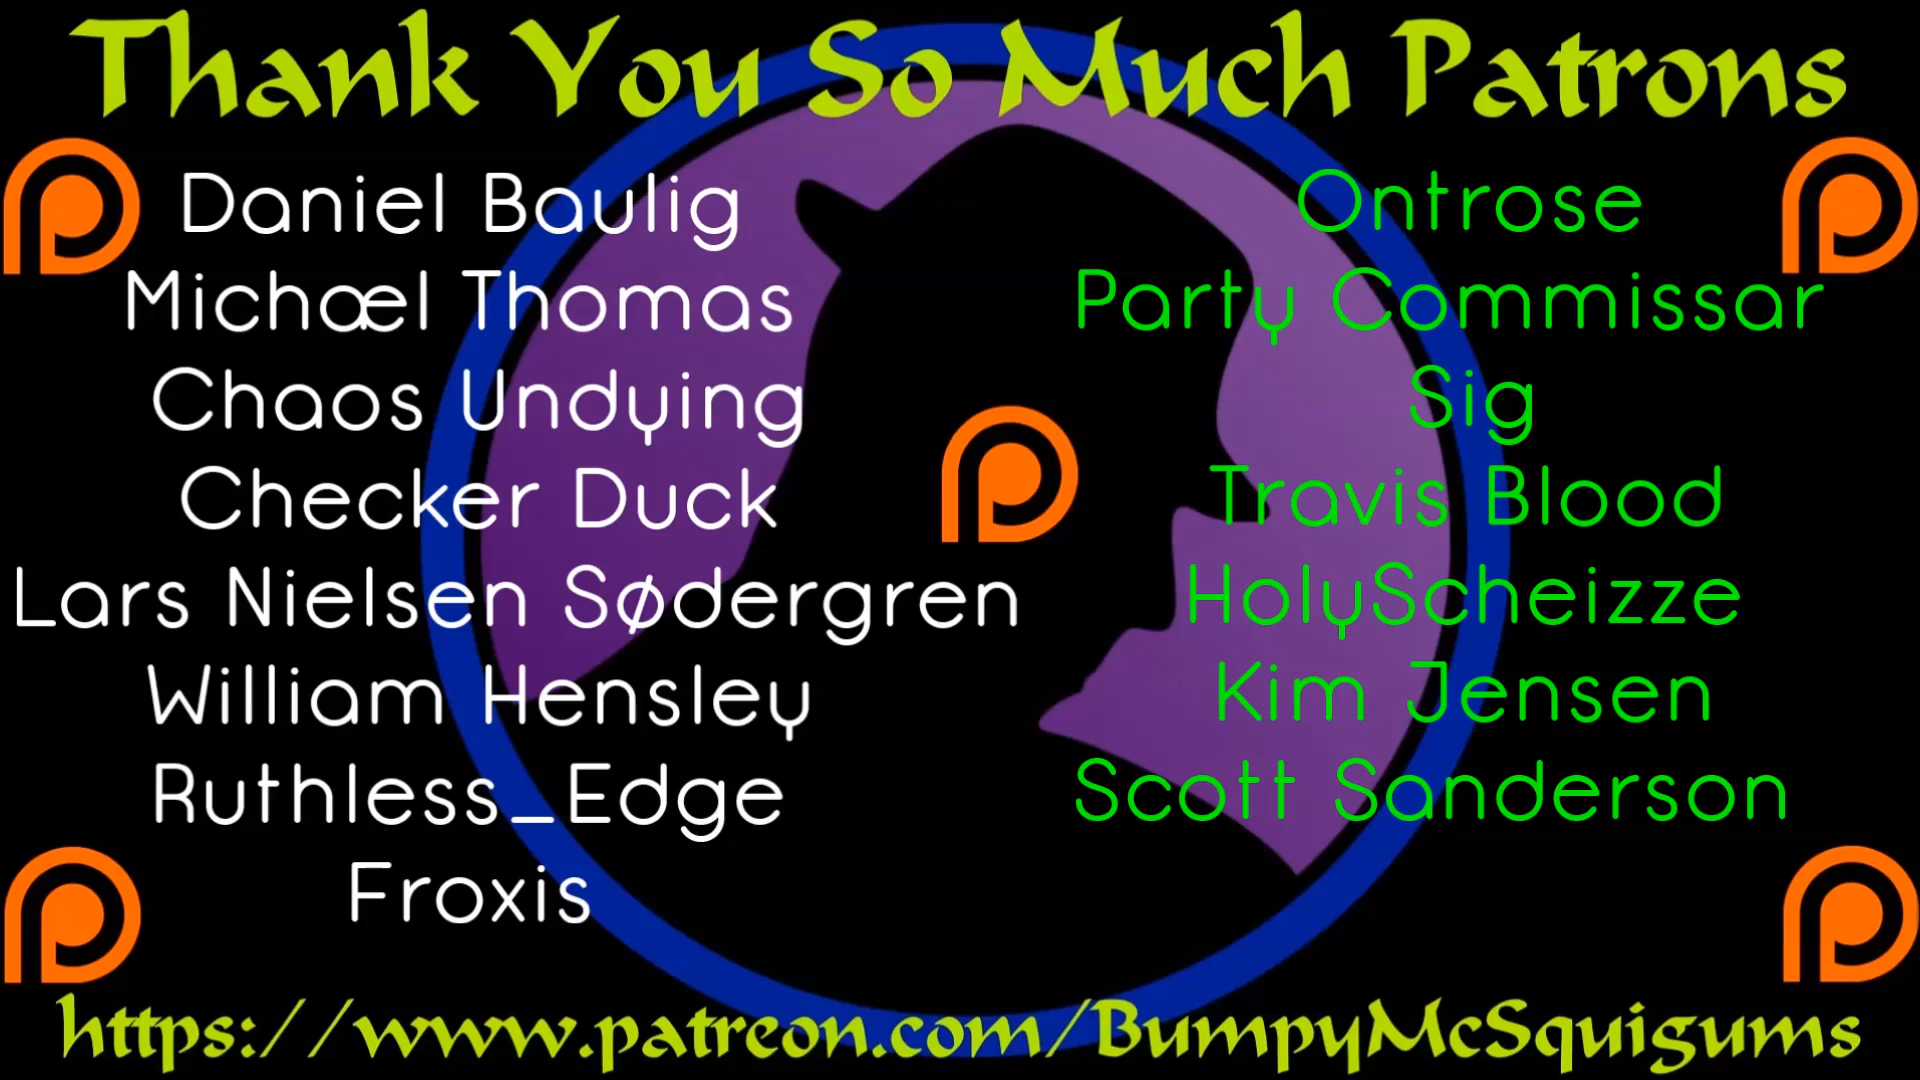 Thank You So Much Patrons
Daniel Baulig
Michælel Thomas
Chaos Undying
Checker Duck
Lars Nielsen Sødergren
William Hensley
Ruthless_Edge
Froxis
Ontrose
Party Commissar
Sig
Travis Blood
HolyScheizze
Kim Jensen
Scott Sanderson
https://www.patreon.com/BumpyMcSquigums